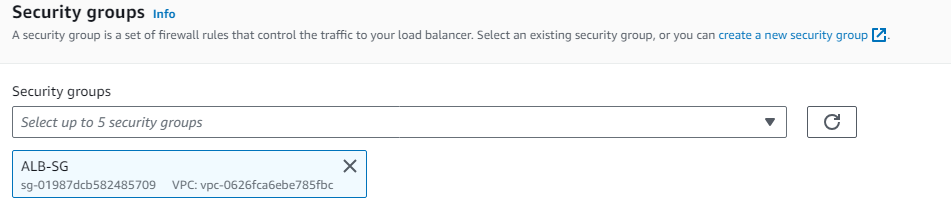 Security groups Info
A security group is a set of firewall rules that control the traffic to your load balancer. Select an existing security group, or you can create a new security group.
Security groups
Select up to 5 security groups
ALB-SG
sg-01987dcb582485709 VPC: vpc-0626fca6ebe785fbc